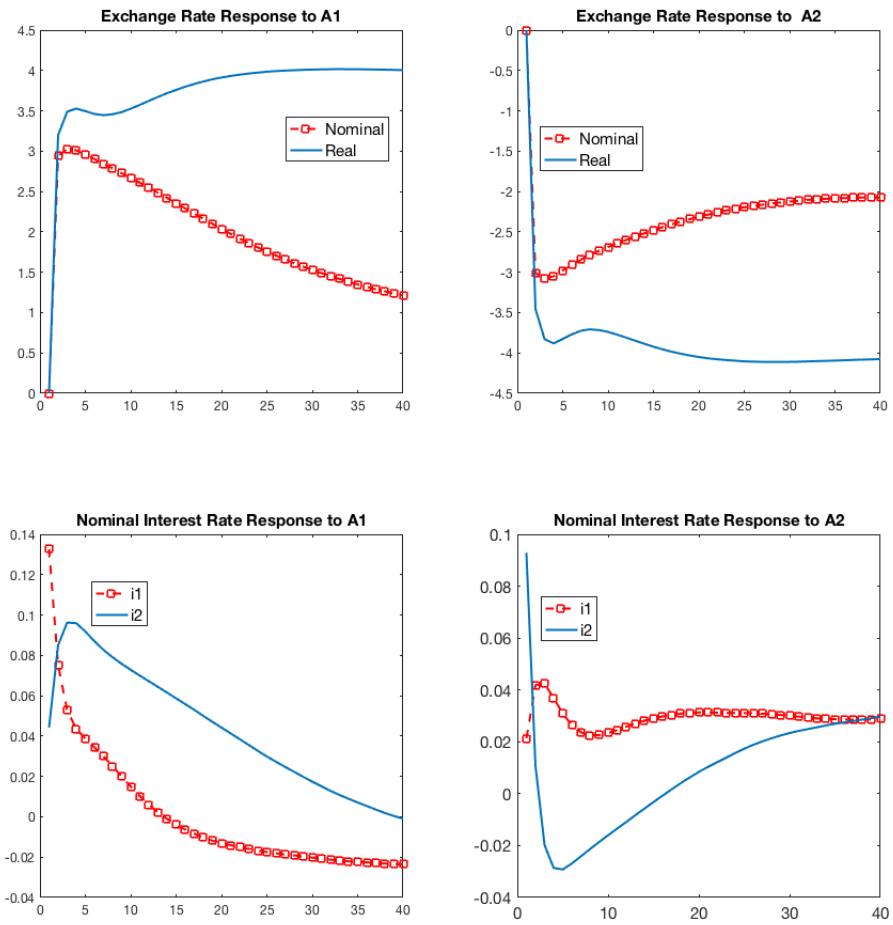 Exchange Rate Response to A1
4.5
4
3.5
3
2.5
2
1.5
1
0.5
0
0 5 10 15 20 25 30 35 40
Nominal
Real
Exchange Rate Response to A2
0
-0.5
-1
-1.5
-2
-2.5
-3
-3.5
-4
-4.5
0 5 10 15 20 25 30 35 40
Nominal
Real
Nominal Interest Rate Response to A1
0.14
0.12
0.1
0.08
0.06
0.04
0.02
0
-0.02
-0.04
0 5 10 15 20 25 30 35 40
i1
i2
Nominal Interest Rate Response to A2
0.1
0.08
0.06
0.04
0.02
0
-0.02
-0.04
0 10 20 30 40
i1
i2